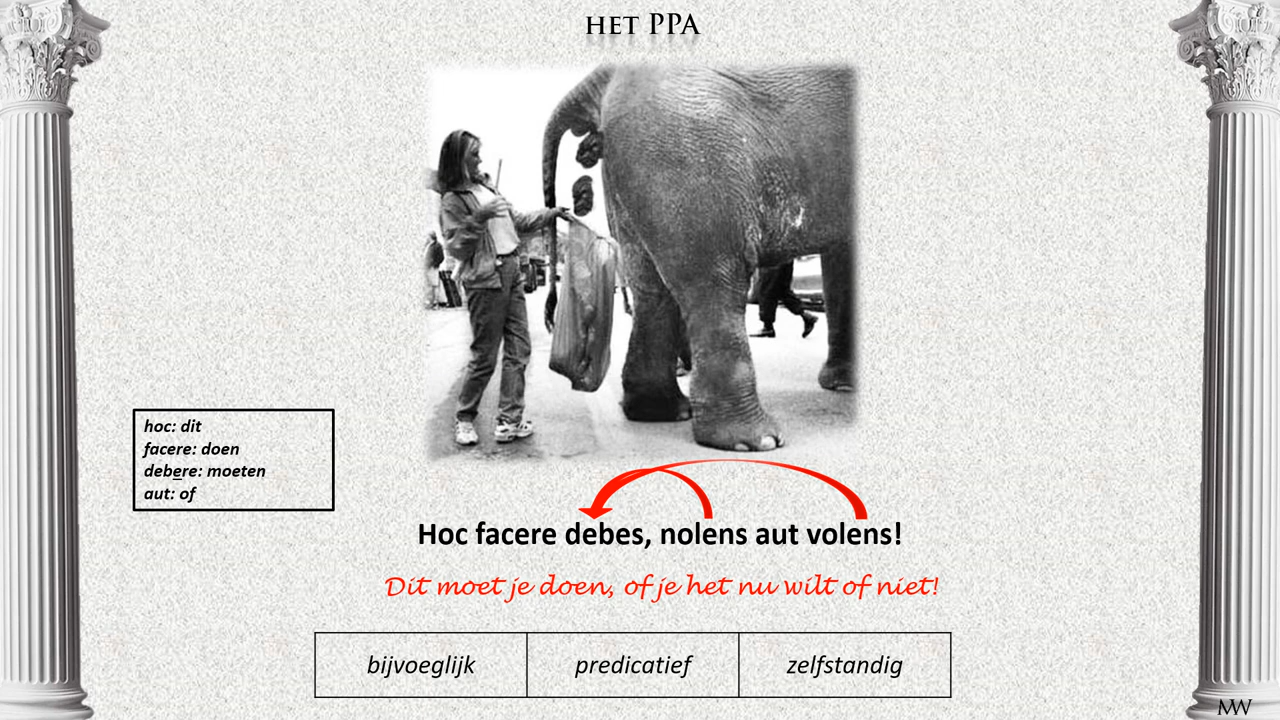 HET PPA
hoc: dit
facere: doen
debere: moeten
aut: of
Hoc facere debes, nolens aut volens!
Dit moet je doen, of je het nu wilt of niet!
bijvoeglijk predicatief zelfstandig
MW